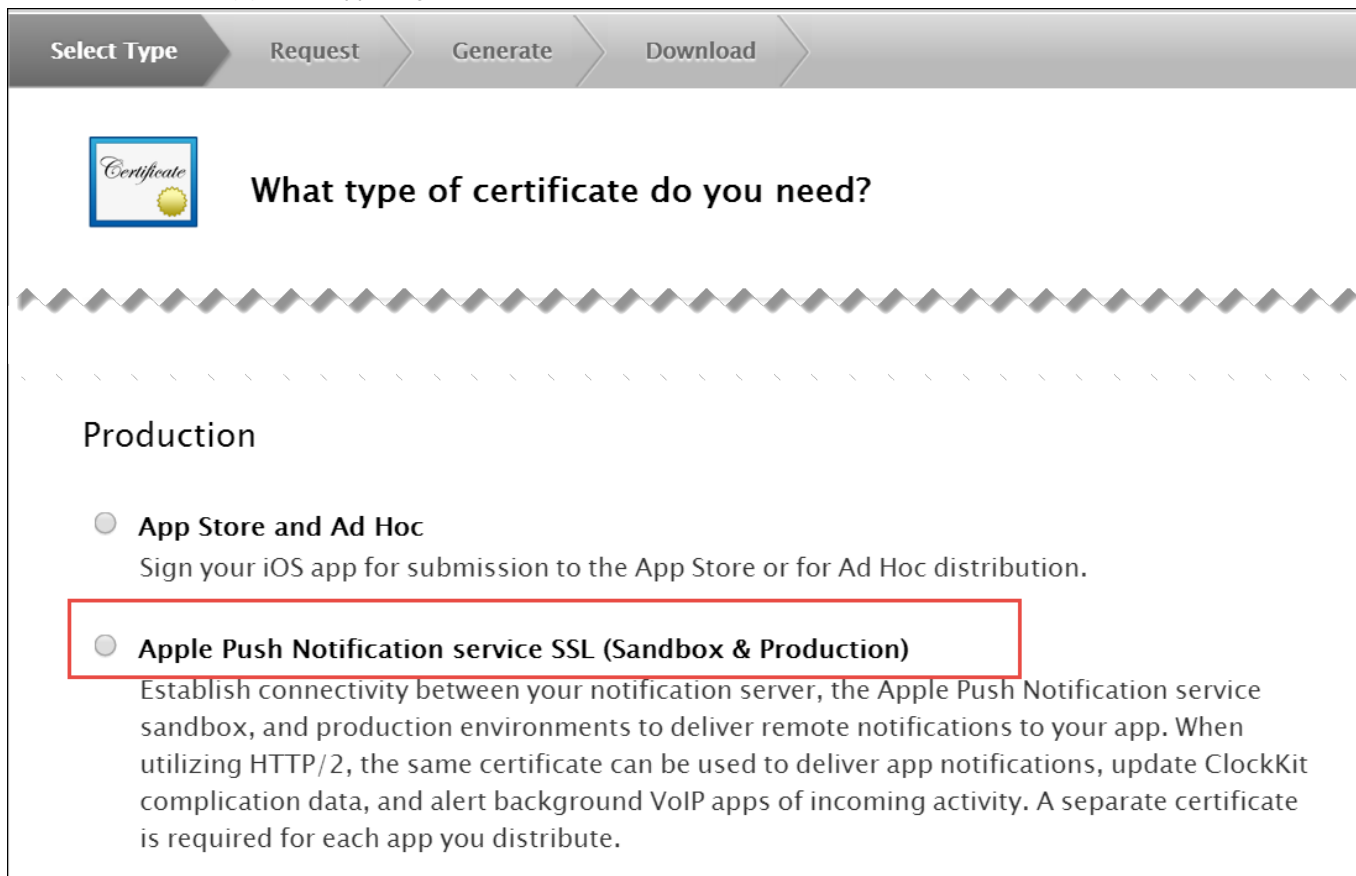 Select Type Request Generate Download
Certificate
What type of certificate do you need?
Production
App Store and Ad Hoc
Sign your iOS app for submission to the App Store or for Ad Hoc distribution.
Apple Push Notification service SSL (Sandbox & Production)
Establish connectivity between your notification server, the Apple Push Notification service
sandbox, and production environments to deliver remote notifications to your app. When
utilizing HTTP/2, the same certificate can be used to deliver app notifications, update ClockKit
complication data, and alert background VoIP apps of incoming activity. A separate certificate
is required for each app you distribute.